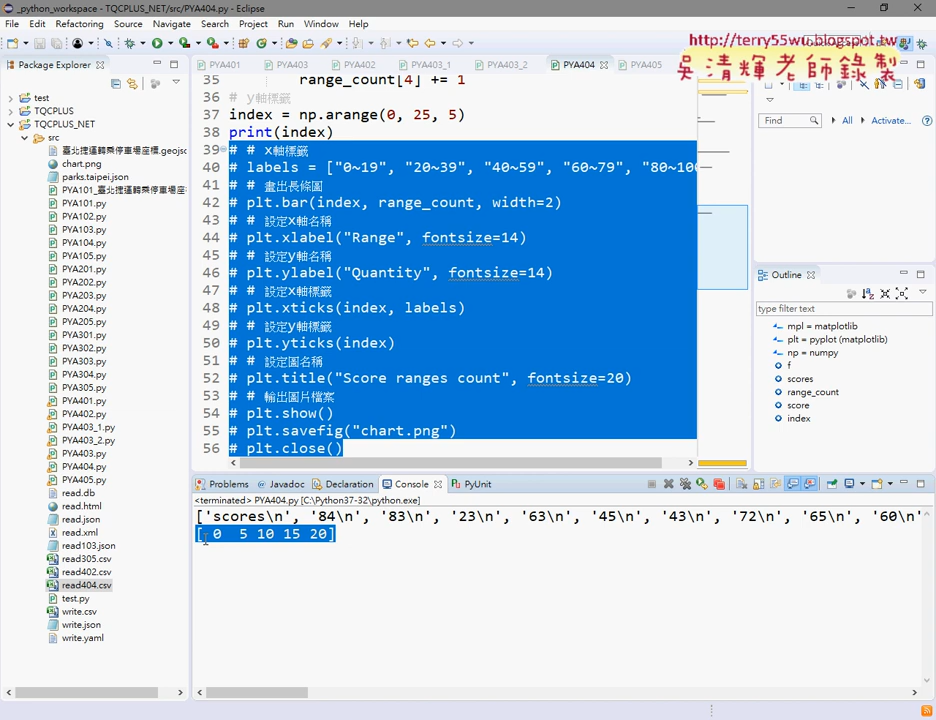 _python_workspace - TQCPLUS_NET/src/PYA404.py - Eclipse
File Edit Refactoring Source Navigate Search Project Run Window Help
http://terry55wu.blogspot.tw
吳清輝老師錄製
Package Explorer
PYA401 PYA403 PYA402 PYA403_1 PYA403_2 PYA404 PYA405
test
TQCPLUS
TQCPLUS_NET
src
臺北捷運轉乘停車場座標.geojso
chart.png
parks.taipei.json
PYA101_臺北捷運轉乘停車場座
PYA101.py
PYA102.py
PYA103.py
PYA104.py
PYA105.py
PYA201.py
PYA202.py
PYA203.py
PYA204.py
PYA205.py
PYA301.py
PYA302.py
PYA303.py
PYA304.py
PYA305.py
PYA401.py
PYA402.py
PYA403_1.py
PYA403_2.py
PYA403.py
PYA404.py
PYA405.py
read.db
read.html
read.json
read.xml
read103.json
read305.csv
read402.csv
read404.csv
test.py
write.csv
write.json
write.yaml
35 range_count[4] += 1
36 # y軸標籤
37 index = np.arange(0, 25, 5)
38 print(index)
39 # # x軸標籤
40 # labels = ["0~19", "20~39", "40~59", "60~79", "80~100
41 # # 畫出長條圖
42 # plt.bar(index, range_count, width=2)
43 # # 設定x軸名稱
44 # plt.xlabel("Range", fontsize=14)
45 # # 設定y軸名稱
46 # plt.ylabel("Quantity", fontsize=14)
47 # # 設定x軸標籤
48 # plt.xticks(index, labels)
49 # # 設定y軸標籤
50 # plt.yticks(index)
51 # # 設定圖名稱
52 # plt.title("Score ranges count", fontsize=20)
53 # # 輸出圖片檔案
54 # plt.show()
55 # plt.savefig("chart.png")
56 # plt.close()
Find All Activate...
Outline
type filter text
mpl = matplotlib
plt = pyplot (matplotlib)
np = numpy
f
scores
range_count
score
index
Problems Javadoc Declaration Console PyUnit
<terminated> PYA404.py [C:\Python37-32\python.exe]
['scores\n', '84\n', '83\n', '23\n', '63\n', '45\n', '43\n', '72\n', '65\n', '60\n'
[ 0  5 10 15 20]